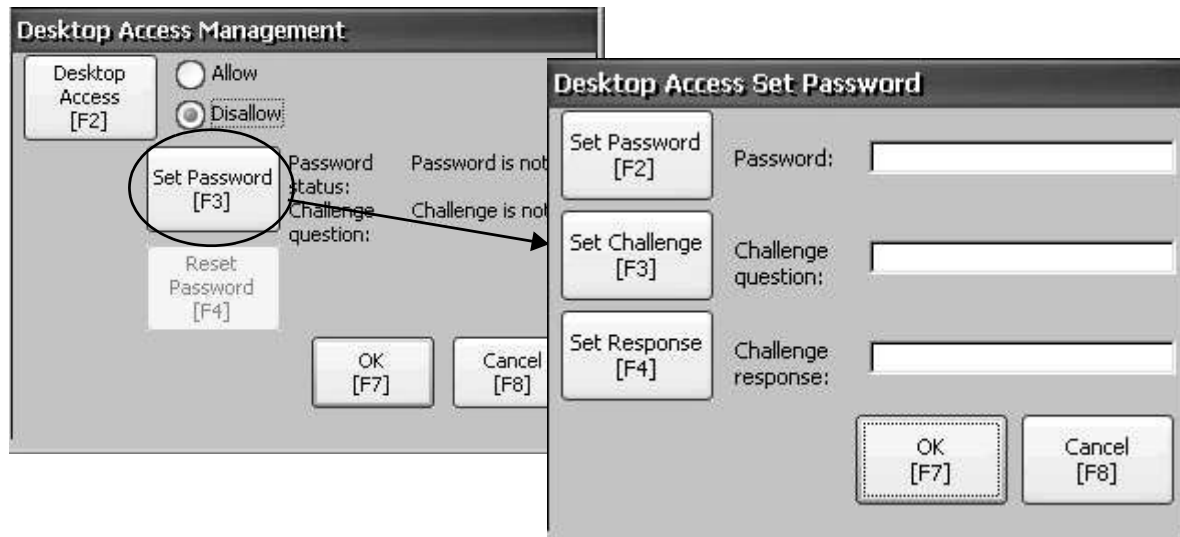 Desktop Access Management
Desktop
Access
[F2]
Allow
Disallow
Set Password
[F3]
Password
status:
Password is not
Challenge
question:
Challenge is not
Reset
Password
[F4]
OK
[F7]
Cancel
[F8]
Desktop Access Set Password
Set Password
[F2]
Password:
Set Challenge
[F3]
Challenge
question:
Set Response
[F4]
Challenge
response:
OK
[F7]
Cancel
[F8]